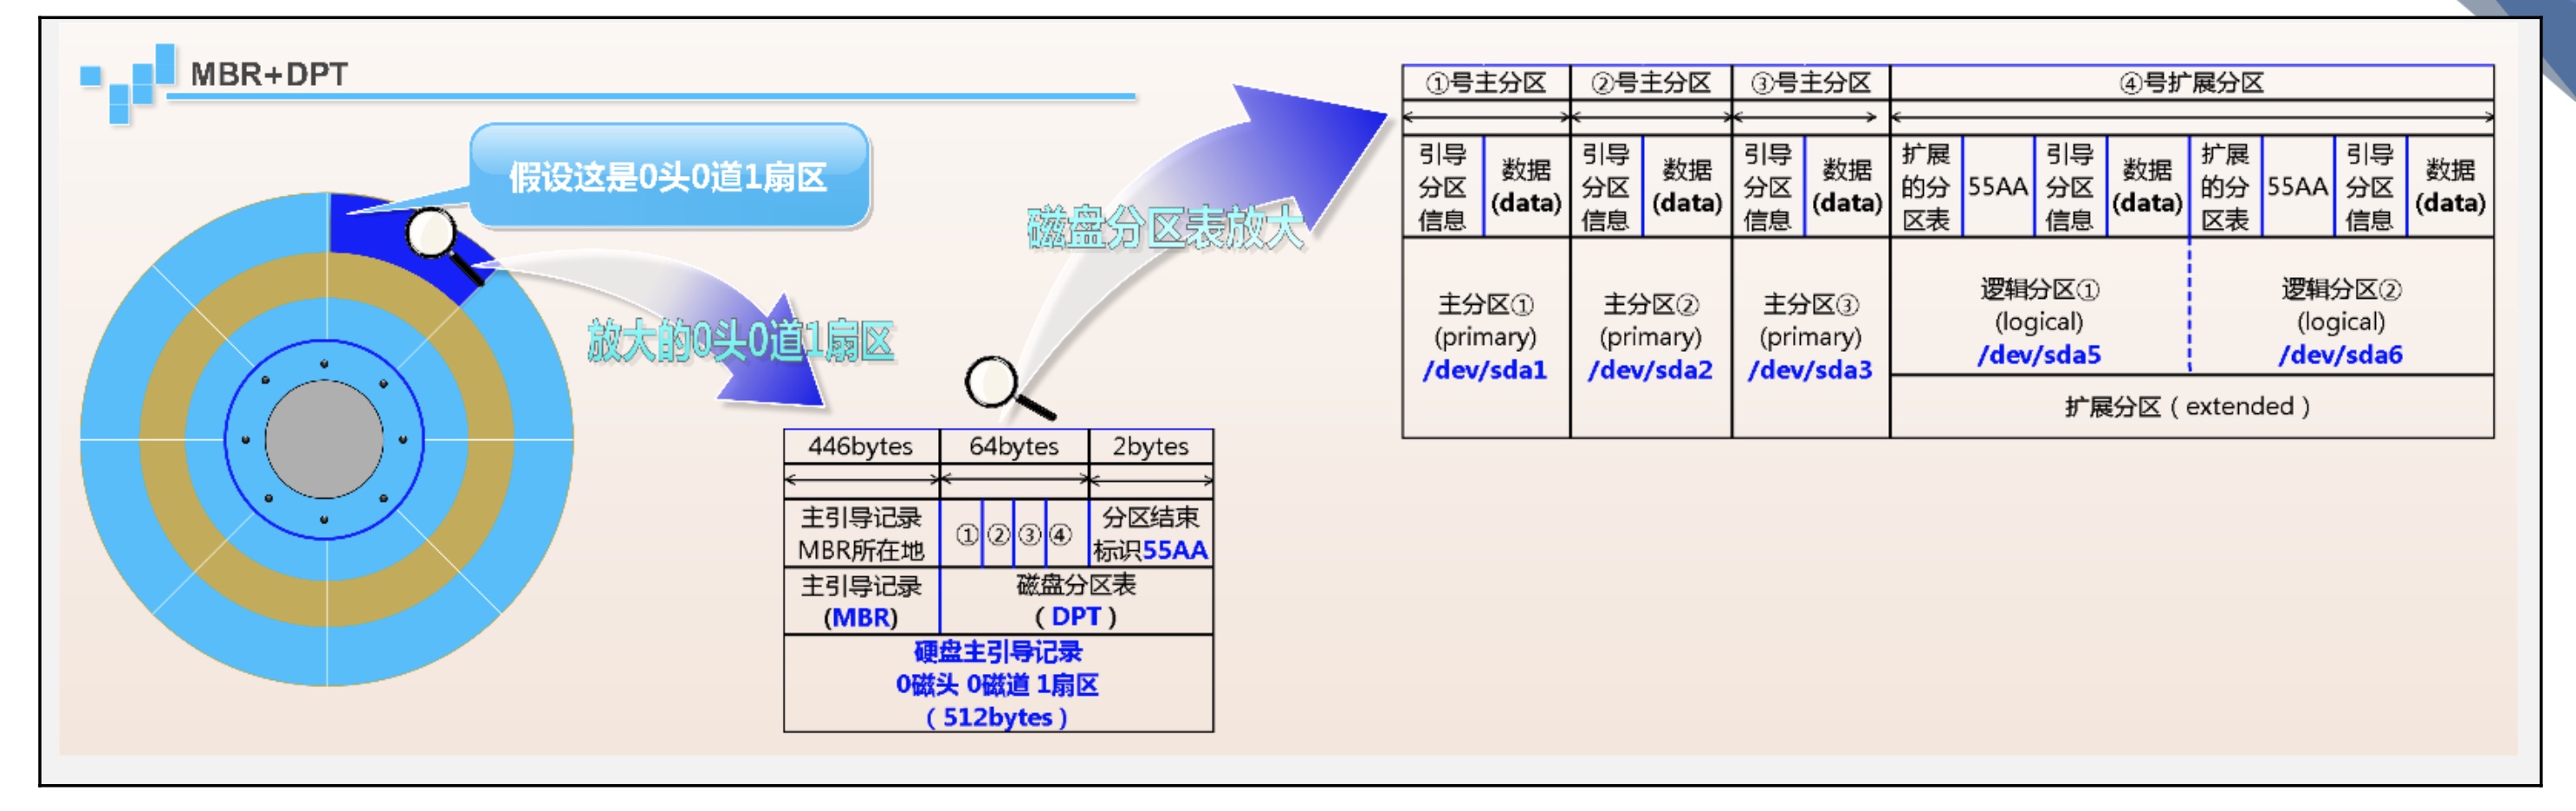 MBR+DPT
假设这是0头0道1扇区
放大的0头0道1扇区
磁盘分区表放大
446bytes 64bytes 2bytes
主引导记录
MBR所在地
① ② ③ ④
分区结束
标识55AA
主引导记录
(MBR)
磁盘分区表
（DPT）
硬盘主引导记录
0磁头 0磁道 1扇区
（512bytes）
①号主分区 ②号主分区 ③号主分区 ④号扩展分区
引导
分区
信息
数据
(data)
引导
分区
信息
数据
(data)
引导
分区
信息
数据
(data)
扩展
的分
区表
55AA
引导
分区
信息
数据
(data)
扩展
的分
区表
55AA
引导
分区
信息
数据
(data)
主分区①
(primary)
/dev/sda1
主分区②
(primary)
/dev/sda2
主分区③
(primary)
/dev/sda3
逻辑分区①
(logical)
/dev/sda5
逻辑分区②
(logical)
/dev/sda6
扩展分区（extended）